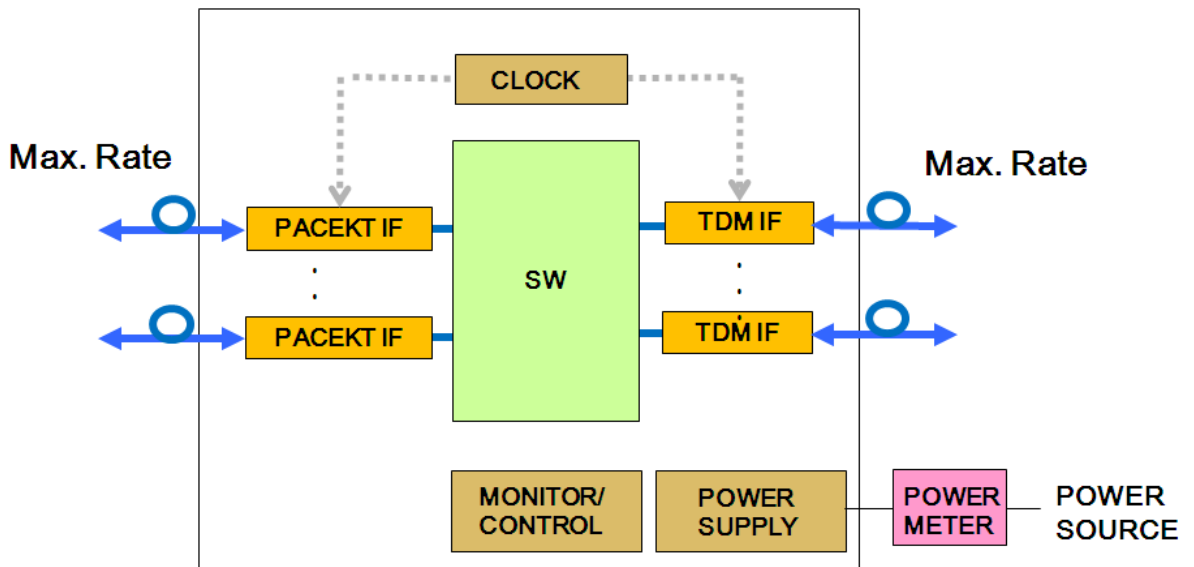 CLOCK
Max. Rate
Max. Rate
PACEKT IF
TDM IF
SW
PACEKT IF
TDM IF
MONITOR/
CONTROL
POWER
SUPPLY
POWER
METER
POWER
SOURCE